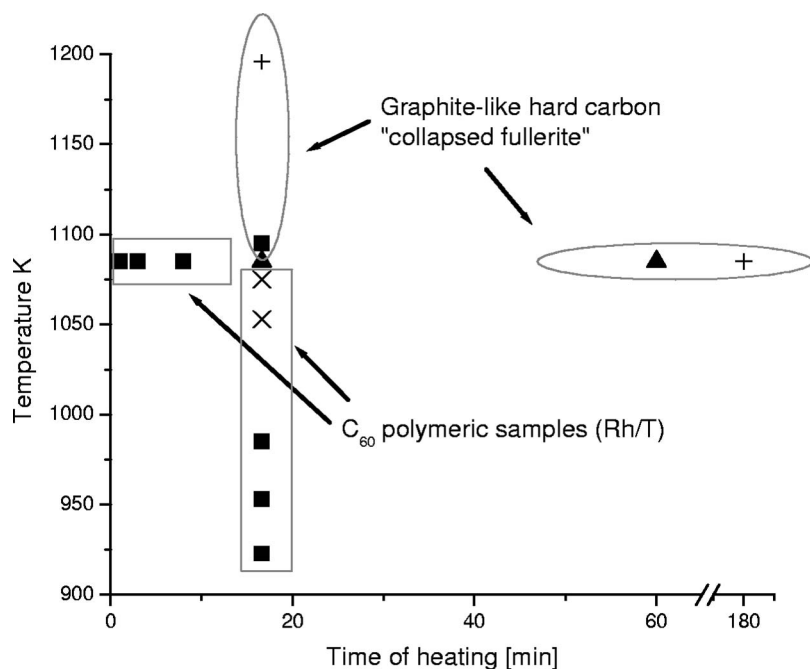 1200
1150
1100
1050
1000
950
900
Temperature K
Graphite-like hard carbon
"collapsed fullerite"
C₆₀ polymeric samples (Rh/T)
0 20 40 60 180
Time of heating [min]